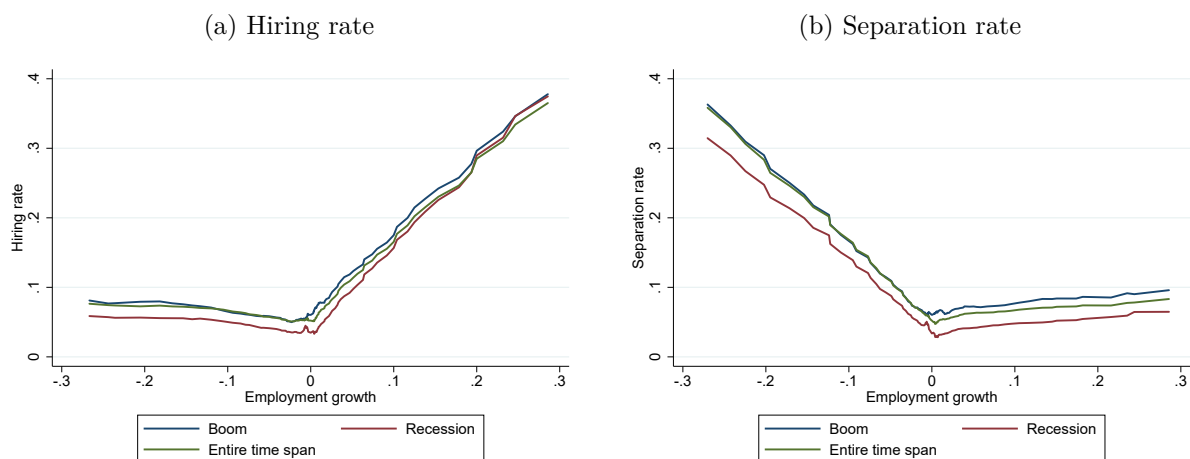 (a) Hiring rate
(b) Separation rate
Hiring rate
0 .1 .2 .3 .4
-.3 -.2 -.1 0 .1 .2 .3
Employment growth
Boom Recession
Entire time span
Separation rate
0 .1 .2 .3 .4
-.3 -.2 -.1 0 .1 .2 .3
Employment growth
Boom Recession
Entire time span